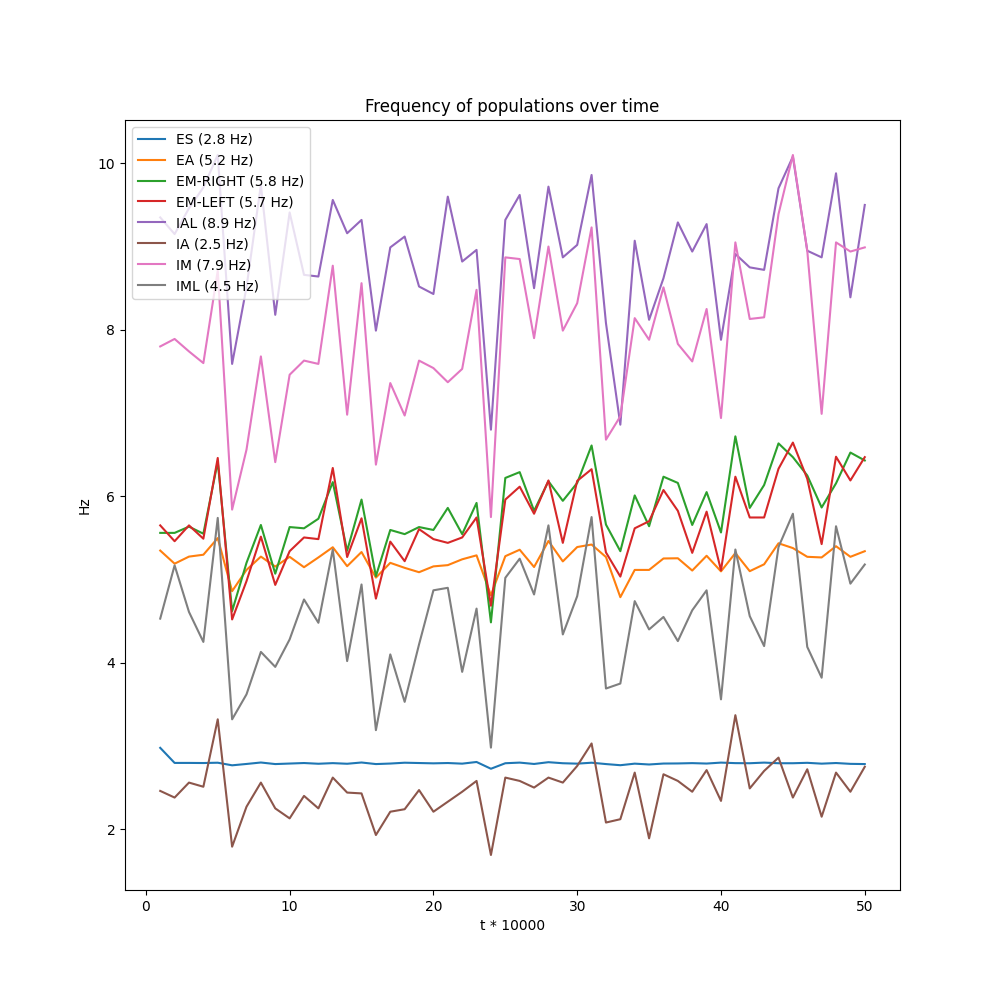 Frequency of populations over time
ES (2.8 Hz)
EA (5.2 Hz)
EM-RIGHT (5.8 Hz)
EM-LEFT (5.7 Hz)
IAL (8.9 Hz)
IA (2.5 Hz)
IM (7.9 Hz)
IML (4.5 Hz)
Hz
10
8
6
4
2
0 10 20 30 40 50
t * 10000